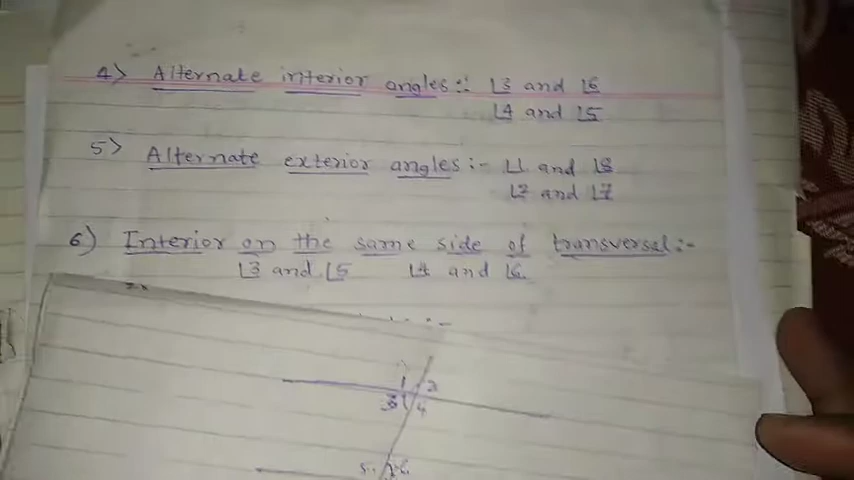 4> Alternate interior angles :- ∠3 and ∠6
∠4 and ∠5
5> Alternate exterior angles :- ∠1 and ∠8
∠2 and ∠7
6) Interior on the same side of transversal :-
∠3 and ∠5 ∠4 and ∠6
1 2
3 4
5 6